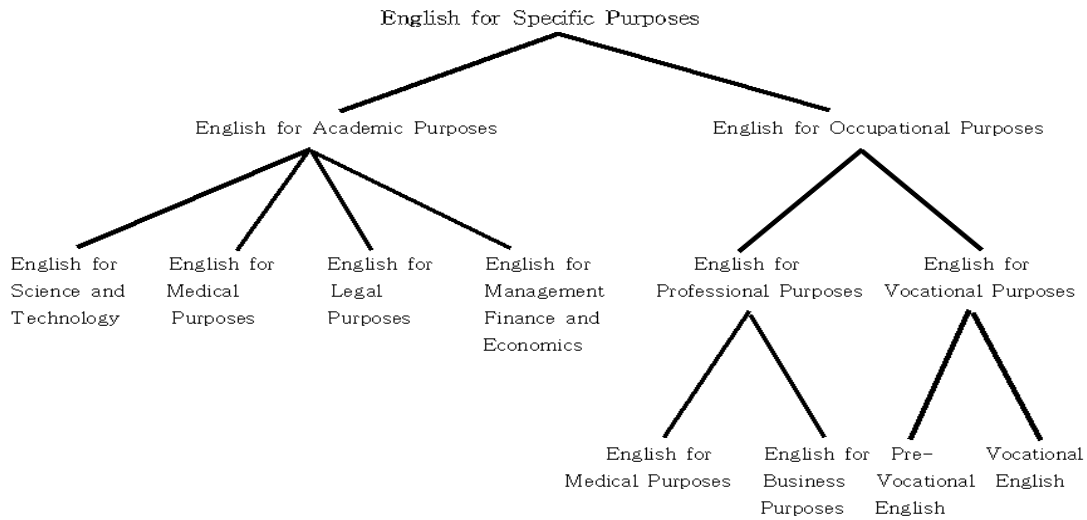 English for Specific Purposes
English for Academic Purposes
English for Occupational Purposes
English for
Science and
Technology
English for
Medical
Purposes
English for
Legal
Purposes
English for
Management
Finance and
Economics
English for
Professional Purposes
English for
Vocational Purposes
English for
Medical Purposes
English for
Business
Purposes
Pre-
Vocational
English
Vocational
English